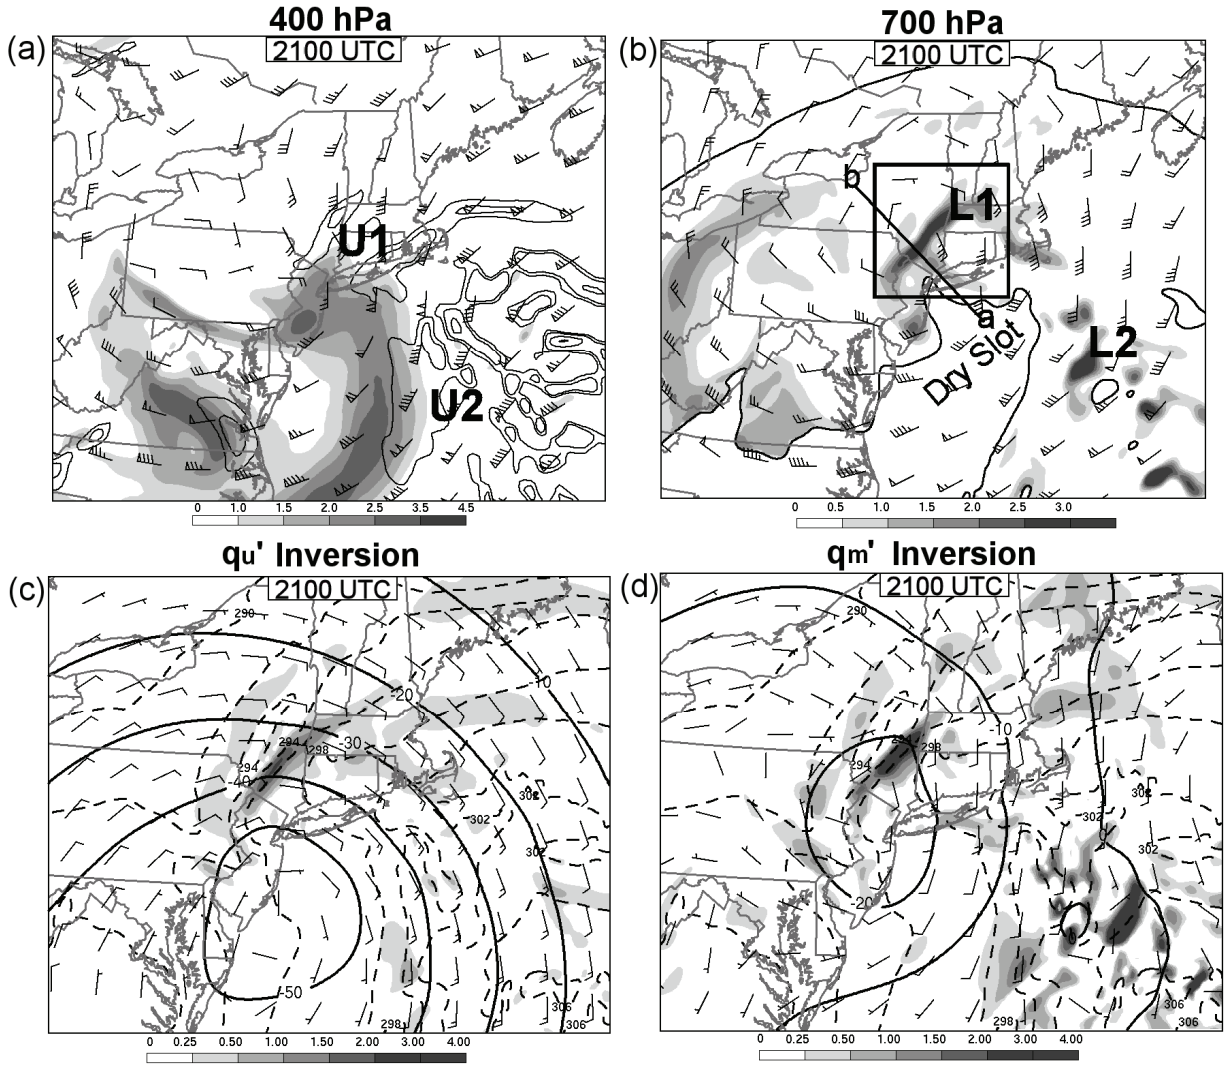 400 hPa
700 hPa
(a)
2100 UTC
(b)
2100 UTC
U1
U2
b
L1
a
Dry Slot
L2
0 1.0 1.5 2.0 2.5 3.5 4.5
0 0.5 1.0 1.5 2.0 2.5 3.0
qu' Inversion
qm' Inversion
(c)
2100 UTC
(d)
2100 UTC
290
-20
294
298
-30
294
-40
302
302
-50
298
306
306
290
-10
298
294
302
302
-20
0
298
306
306
0 0.25 0.50 1.00 1.50 2.00 3.00 4.00
0 0.25 0.50 1.00 1.50 2.00 3.00 4.00